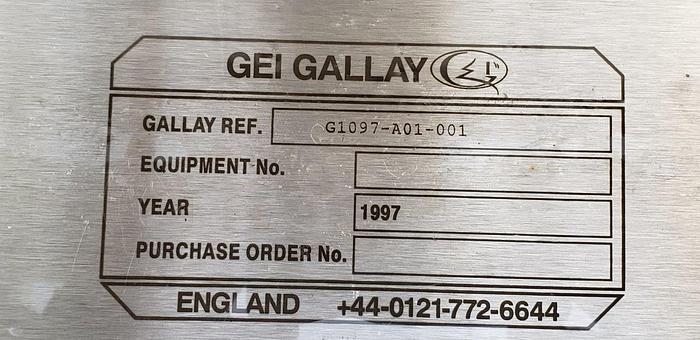 GEI GALLAY
GALLAY REF. G1097-A01-001
EQUIPMENT No.
YEAR 1997
PURCHASE ORDER No.
ENGLAND +44-0121-772-6644